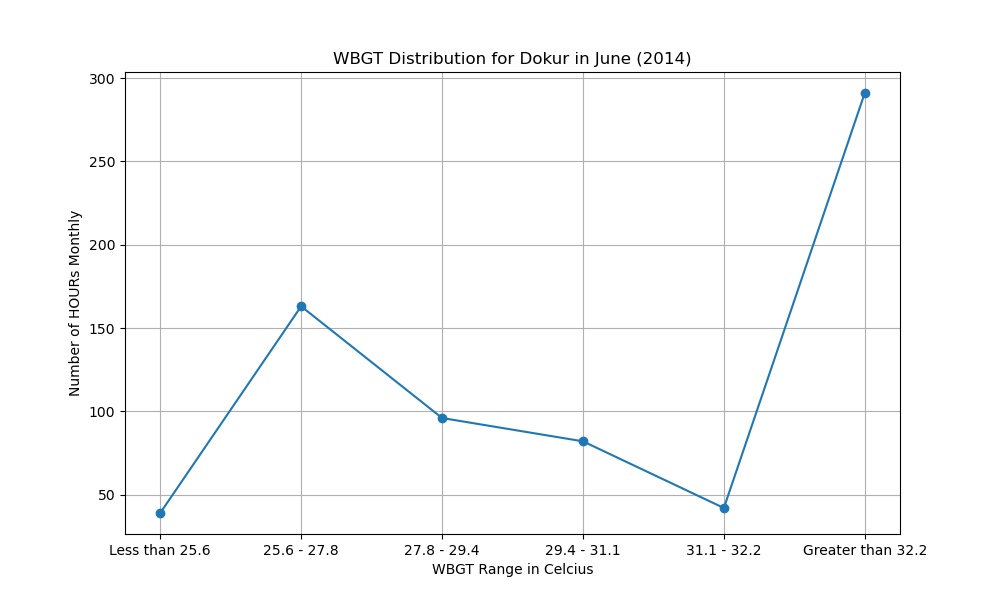 WBGT Distribution for Dokur in June (2014)
Number of HOURs Monthly
300
250
200
150
100
50
Less than 25.6
25.6 - 27.8
27.8 - 29.4
29.4 - 31.1
31.1 - 32.2
Greater than 32.2
WBGT Range in Celcius